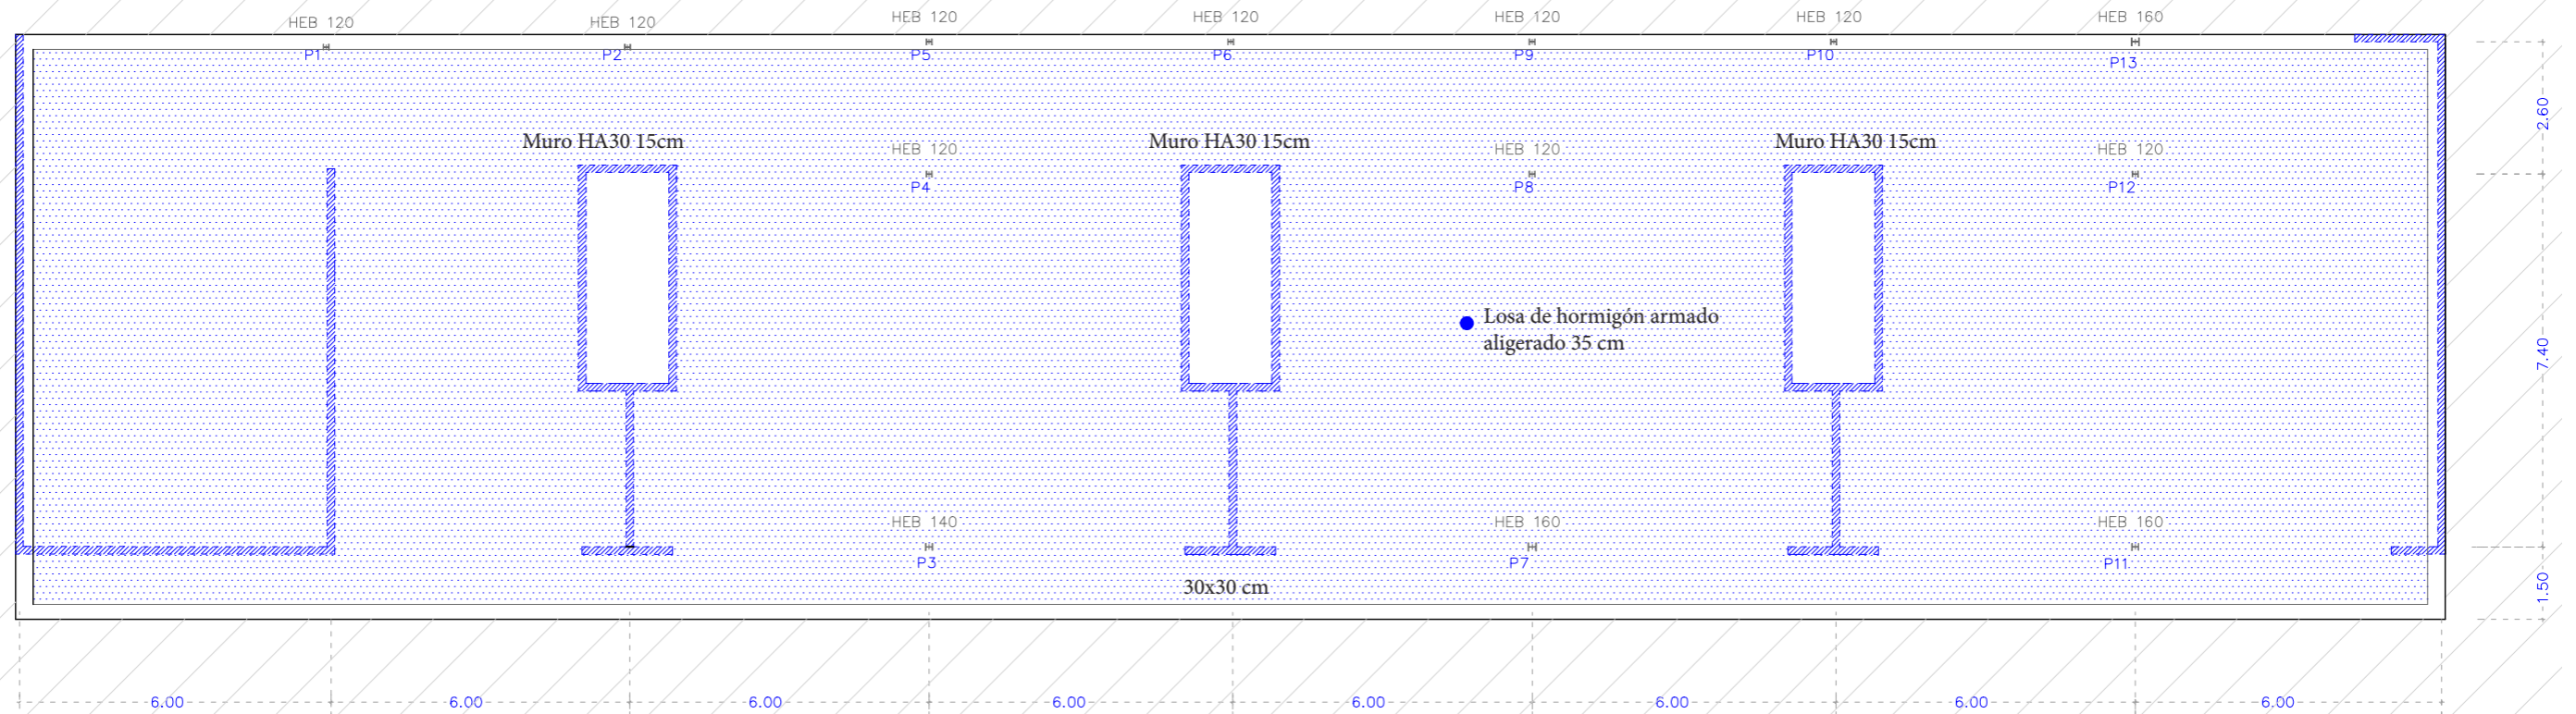 HEB 120
HEB 120
HEB 120
HEB 120
HEB 120
HEB 120
HEB 160
P1
P2
P5
P6
P9
P10
P13
2.60
Muro HA30 15cm
Muro HA30 15cm
Muro HA30 15cm
HEB 120
HEB 120
HEB 120
P4
P8
P12
Losa de hormigón armado
aligerado 35 cm
7.40
HEB 140
HEB 160
HEB 160
P3
P7
P11
30x30 cm
1.50
6.00
6.00
6.00
6.00
6.00
6.00
6.00
6.00